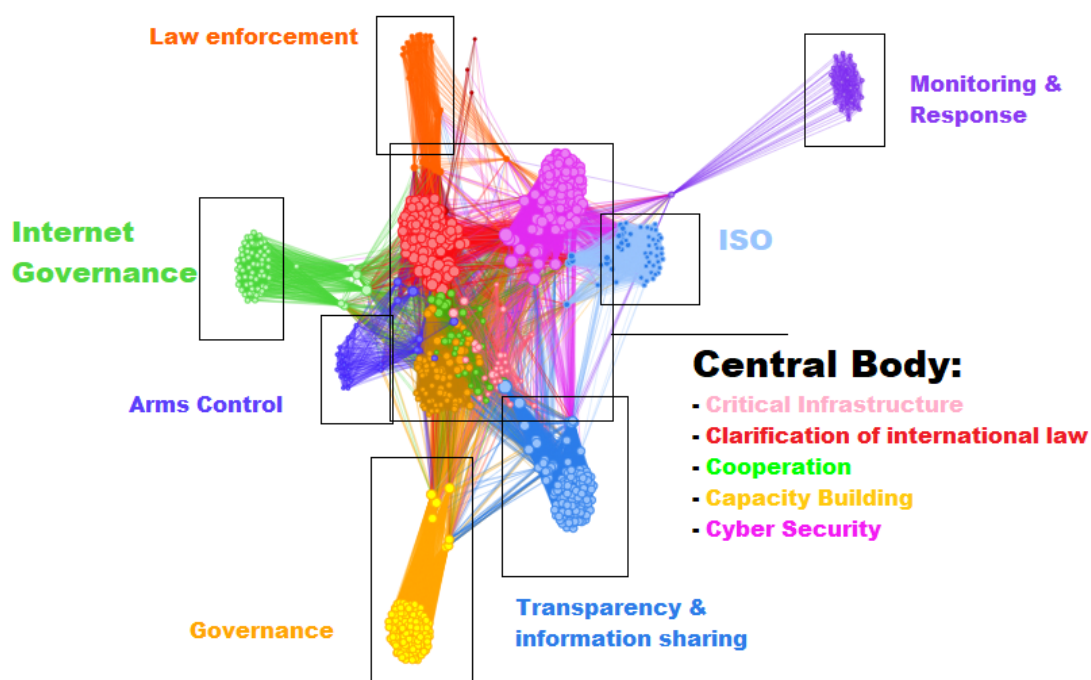 Law enforcement
Monitoring &
Response
Internet
Governance
ISO
Arms Control
Central Body:
- Critical Infrastructure
- Clarification of international law
- Cooperation
- Capacity Building
- Cyber Security
Transparency &
information sharing
Governance